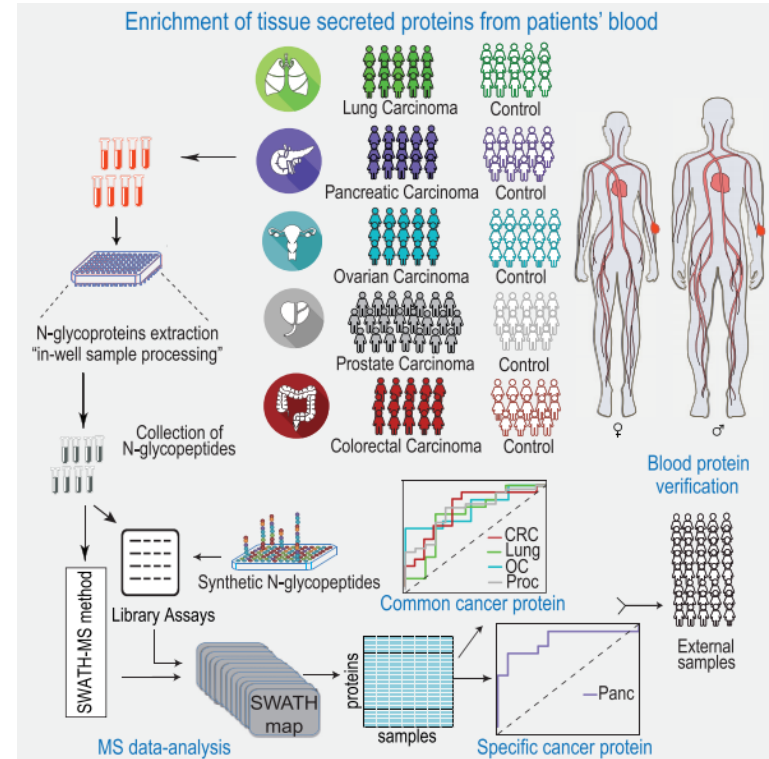 Enrichment of tissue secreted proteins from patients' blood
Lung Carcinoma
Control
Pancreatic Carcinoma
Control
Ovarian Carcinoma
Control
Prostate Carcinoma
Control
Colorectal Carcinoma
Control
♀
♂
N-glycoproteins extraction
“in-well sample processing”
Collection of
N-glycopeptides
Blood protein
verification
CRC
Lung
OC
Proc
Common cancer protein
Synthetic N-glycopeptides
Library Assays
SWATH-MS method
SWATH
map
proteins
samples
Panc
External
samples
MS data-analysis
Specific cancer protein